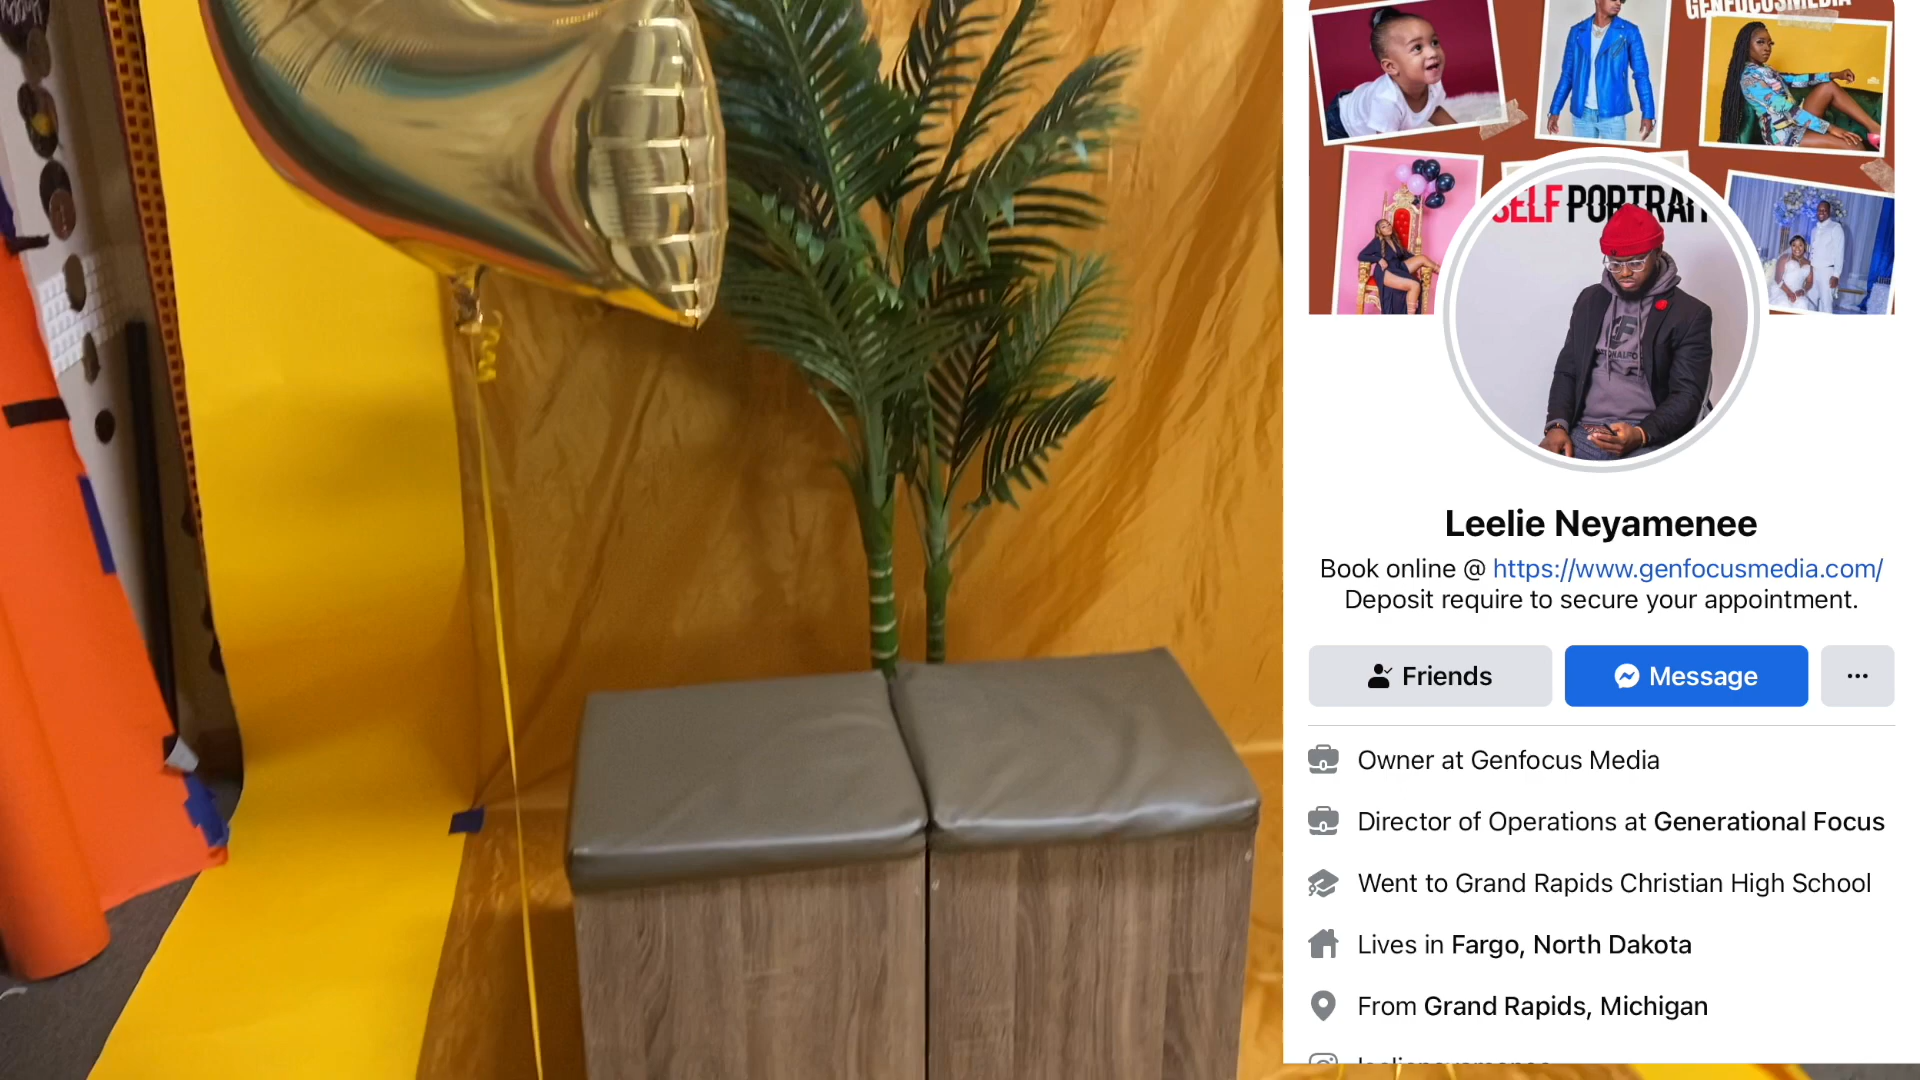 GENFOCUSMEDIA
SELF PORTRAIT
Leelie Neyamenee
Book online @ https://www.genfocusmedia.com/
Deposit require to secure your appointment.
Friends
Message
Owner at Genfocus Media
Director of Operations at Generational Focus
Went to Grand Rapids Christian High School
Lives in Fargo, North Dakota
From Grand Rapids, Michigan